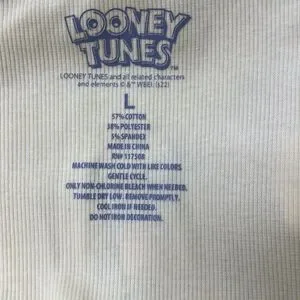 LOONEY
TUNES™
LOONEY TUNES and all related characters
and elements © &™ WBEI. (s22)
L
57% COTTON
38% POLYESTER
5% SPANDEX
MADE IN CHINA
RN# 117508
MACHINE WASH COLD WITH LIKE COLORS.
GENTLE CYCLE.
ONLY NON-CHLORINE BLEACH WHEN NEEDED.
TUMBLE DRY LOW. REMOVE PROMPTLY.
COOL IRON IF NEEDED.
DO NOT IRON DECORATION.